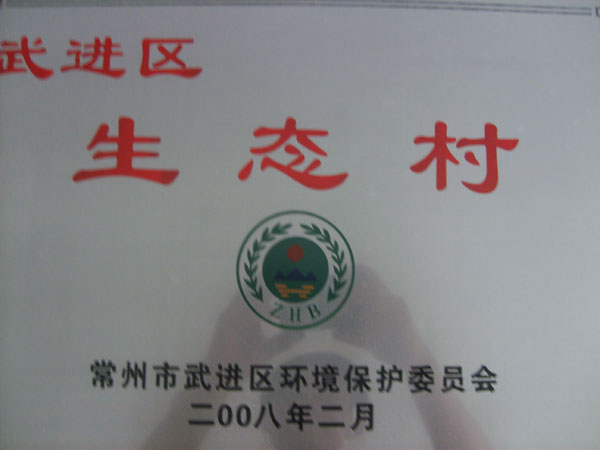 武进区
生态村
ZHB
常州市武进区环境保护委员会
二00八年二月